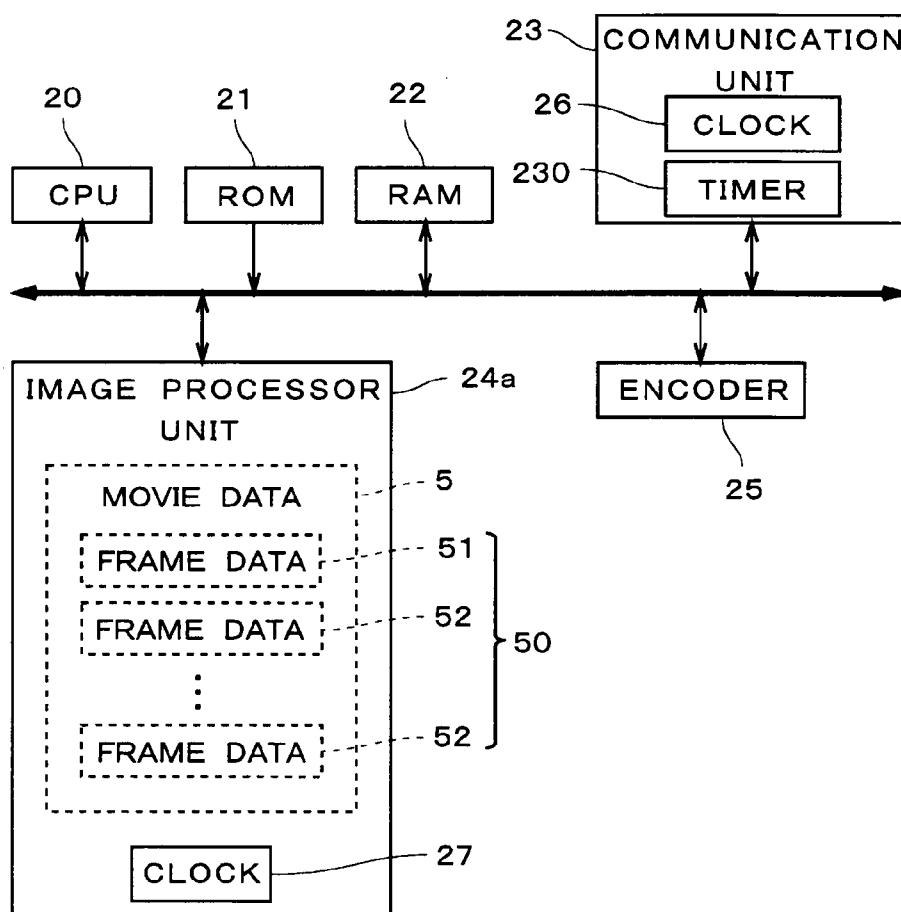 23
COMMUNICATION
UNIT
26
CLOCK
230
TIMER
20
21
22
CPU
ROM
RAM
IMAGE PROCESSOR
UNIT
24a
ENCODER
25
MOVIE DATA
5
FRAME DATA
51
FRAME DATA
52
50
FRAME DATA
52
CLOCK
27